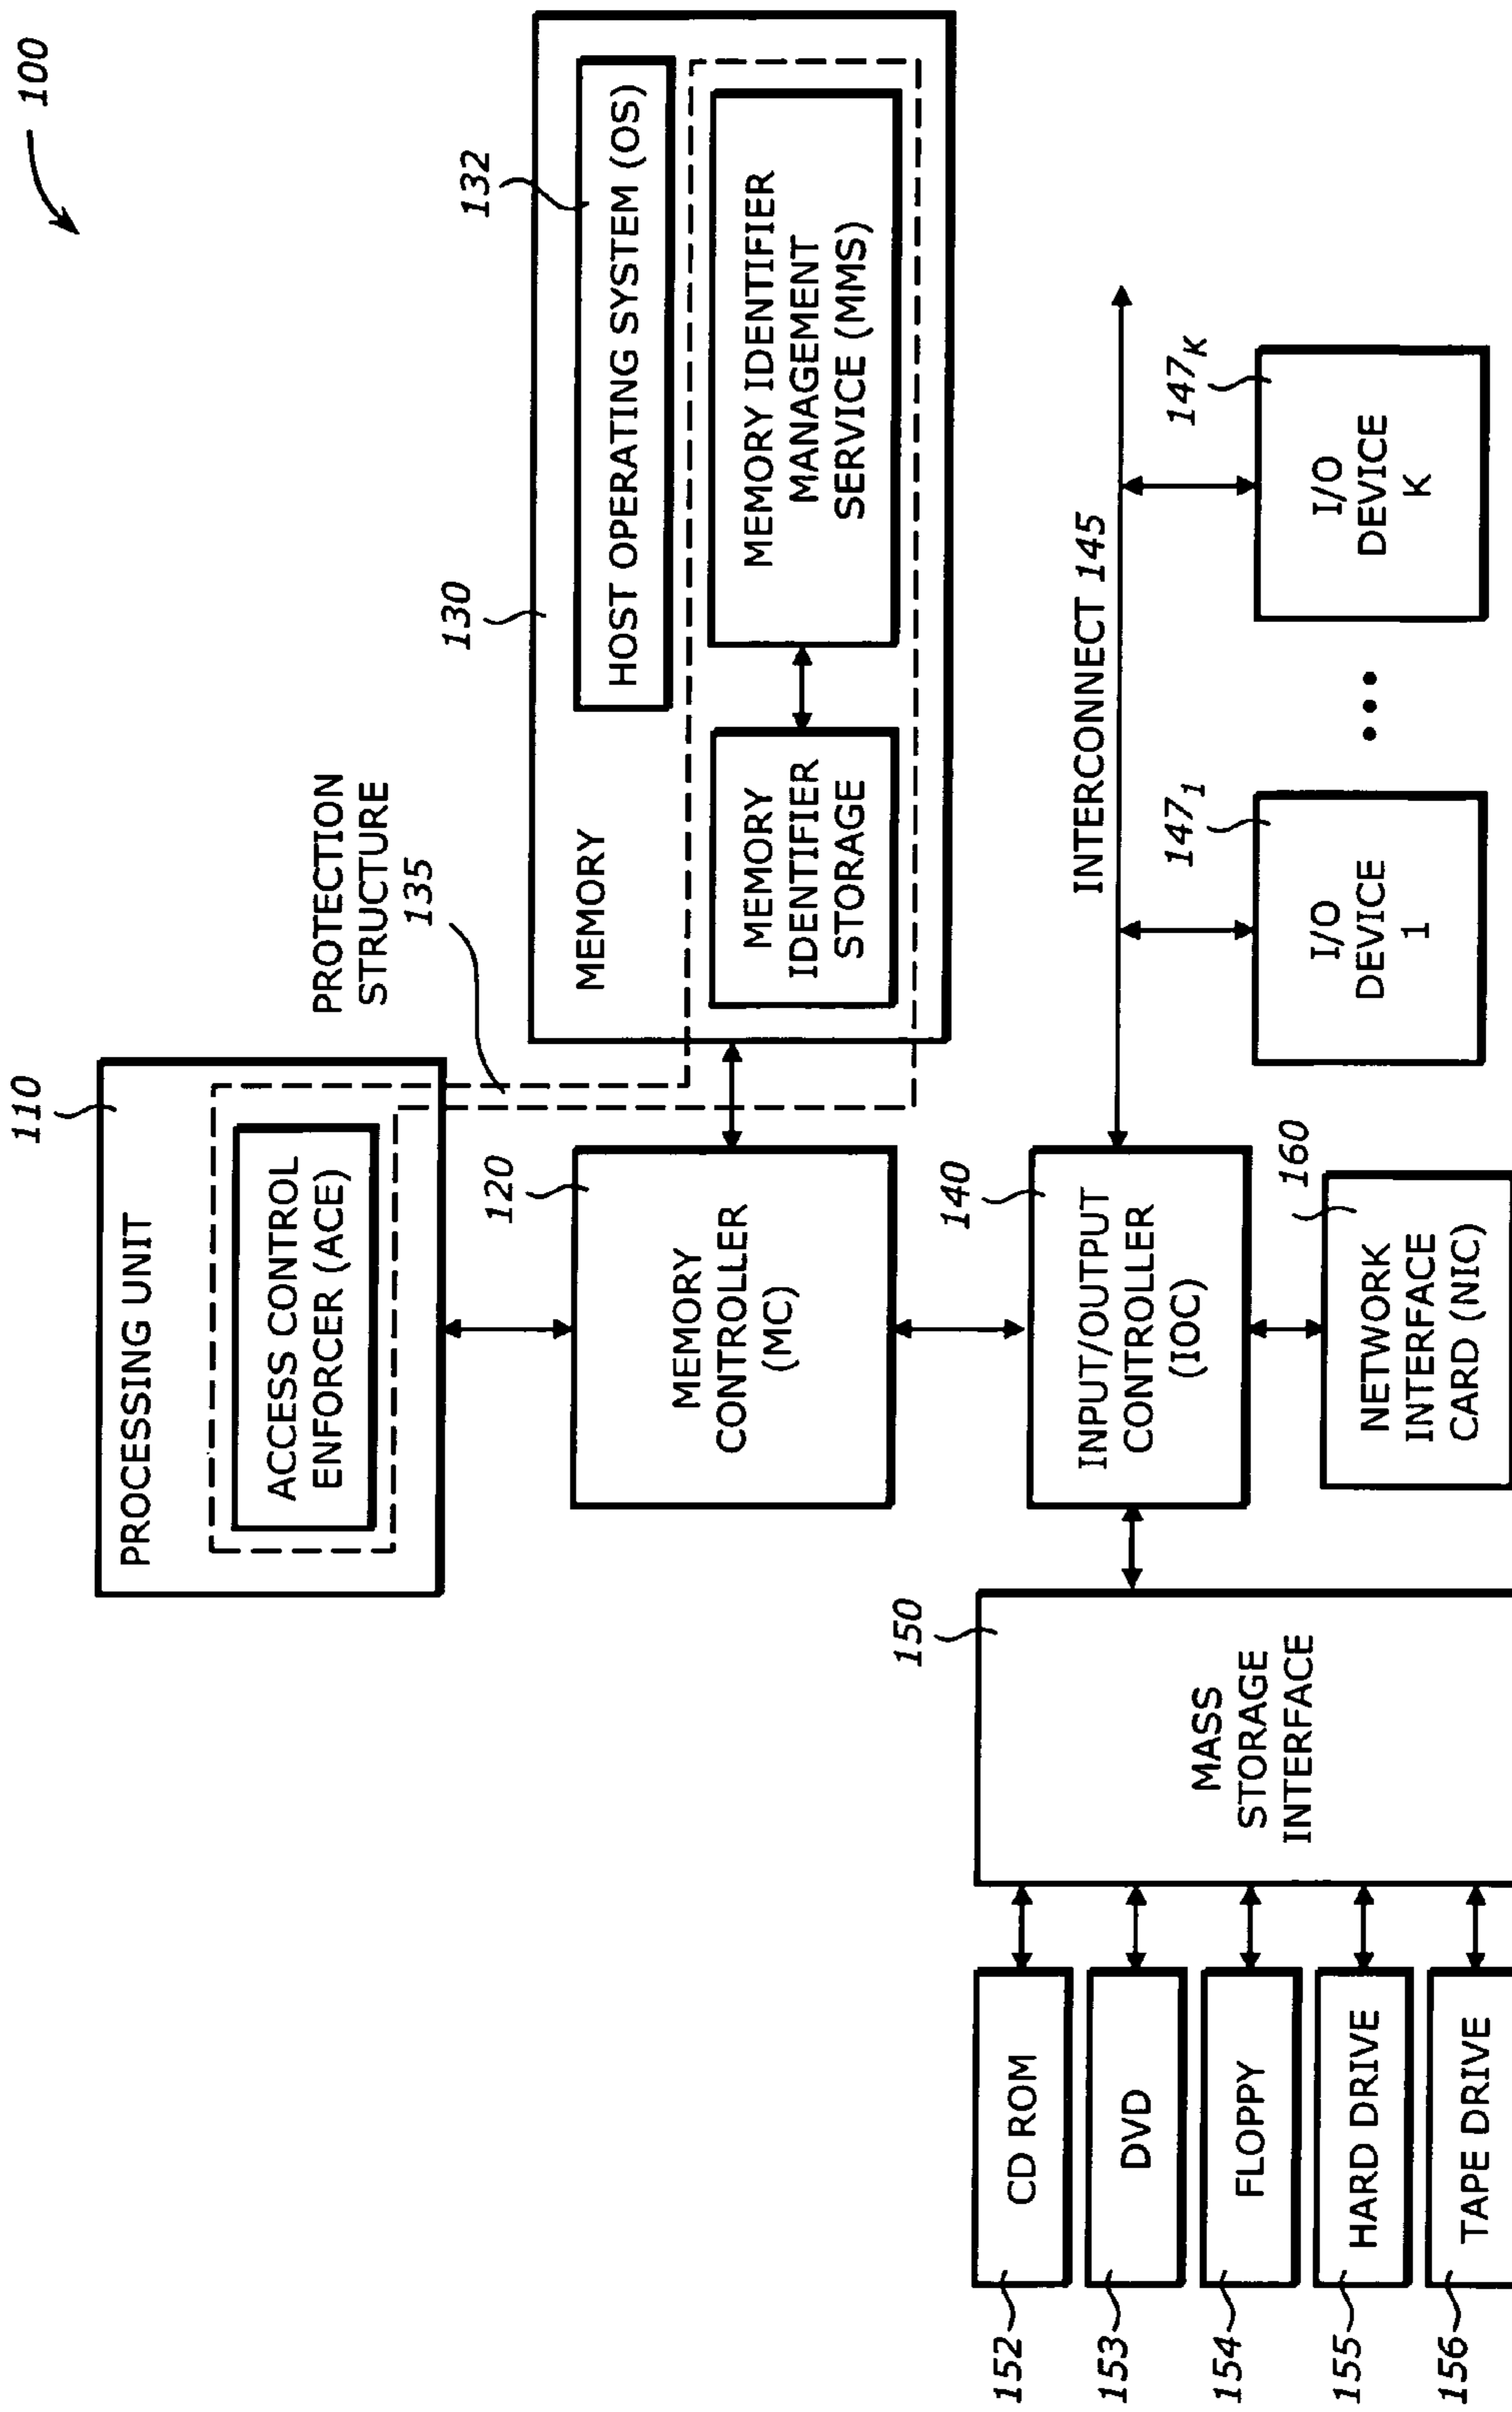 100
110
PROCESSING UNIT
ACCESS CONTROL
ENFORCER (ACE)
PROTECTION
STRUCTURE
135
130
132
MEMORY
HOST OPERATING SYSTEM (OS)
MEMORY
IDENTIFIER
STORAGE
MEMORY IDENTIFIER
MANAGEMENT
SERVICE (MMS)
120
MEMORY
CONTROLLER
(MC)
140
INPUT/OUTPUT
CONTROLLER
(IOC)
INTERCONNECT 145
147₁
I/O
DEVICE
1
147ₖ
I/O
DEVICE
K
160
NETWORK
INTERFACE
CARD (NIC)
150
MASS
STORAGE
INTERFACE
152
CD ROM
153
DVD
154
FLOPPY
155
HARD DRIVE
156
TAPE DRIVE